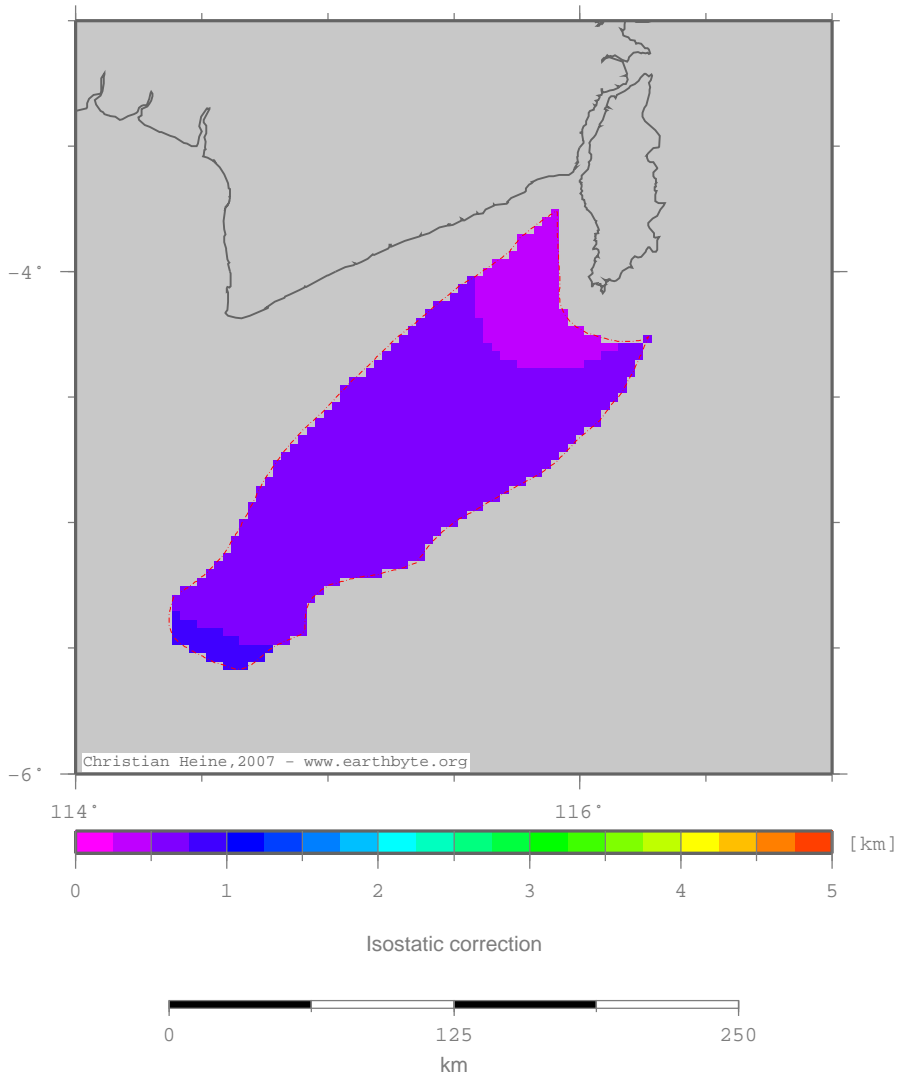 −4˚
−6˚
Christian Heine,2007 − www.earthbyte.org
114˚ 116˚
[km]
0 1 2 3 4 5
Isostatic correction
0 125 250
km